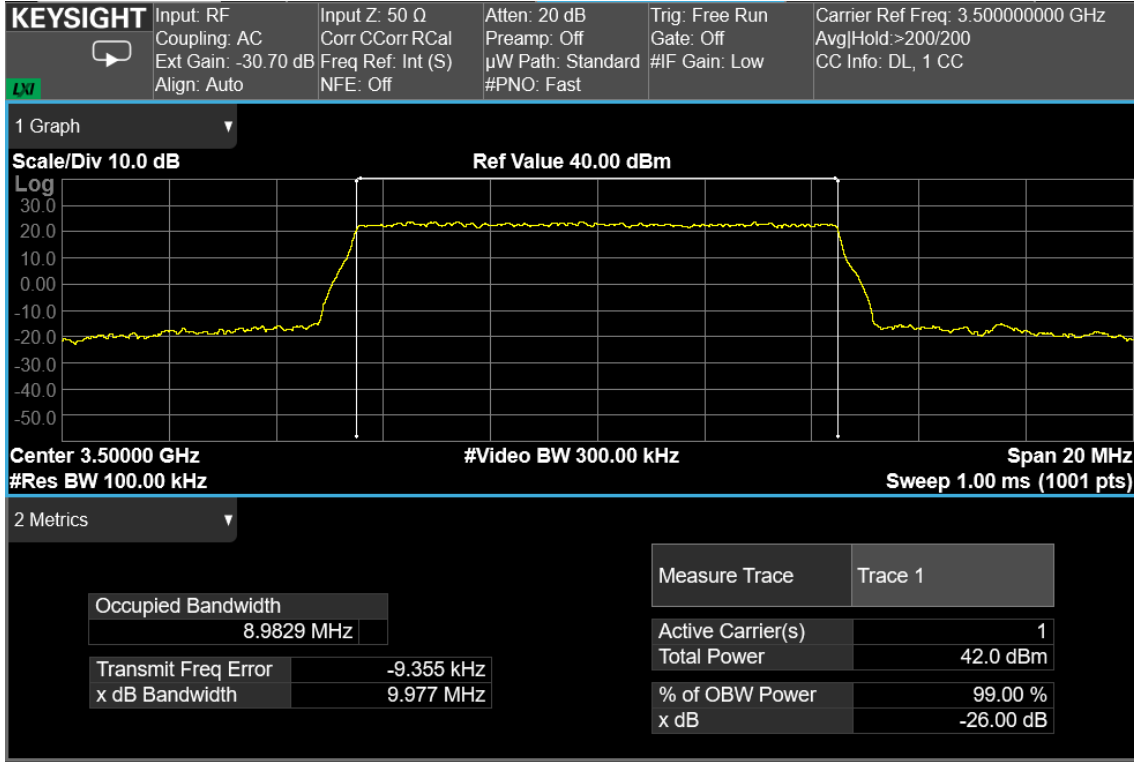 KEYSIGHT
LXI
Input: RF
Coupling: AC
Ext Gain: -30.70 dB
Align: Auto
Input Z: 50 Ω
Corr CCorr RCal
Freq Ref: Int (S)
NFE: Off
Atten: 20 dB
Preamp: Off
µW Path: Standard
#PNO: Fast
Trig: Free Run
Gate: Off
#IF Gain: Low
Carrier Ref Freq: 3.500000000 GHz
Avg|Hold:>200/200
CC Info: DL, 1 CC
1 Graph
Scale/Div 10.0 dB
Ref Value 40.00 dBm
Log
30.0
20.0
10.0
0.00
-10.0
-20.0
-30.0
-40.0
-50.0
Center 3.50000 GHz
#Video BW 300.00 kHz
Span 20 MHz
#Res BW 100.00 kHz
Sweep 1.00 ms (1001 pts)
2 Metrics
Occupied Bandwidth
8.9829 MHz
Transmit Freq Error -9.355 kHz
x dB Bandwidth 9.977 MHz
Measure Trace Trace 1
Active Carrier(s) 1
Total Power 42.0 dBm
% of OBW Power 99.00 %
x dB -26.00 dB